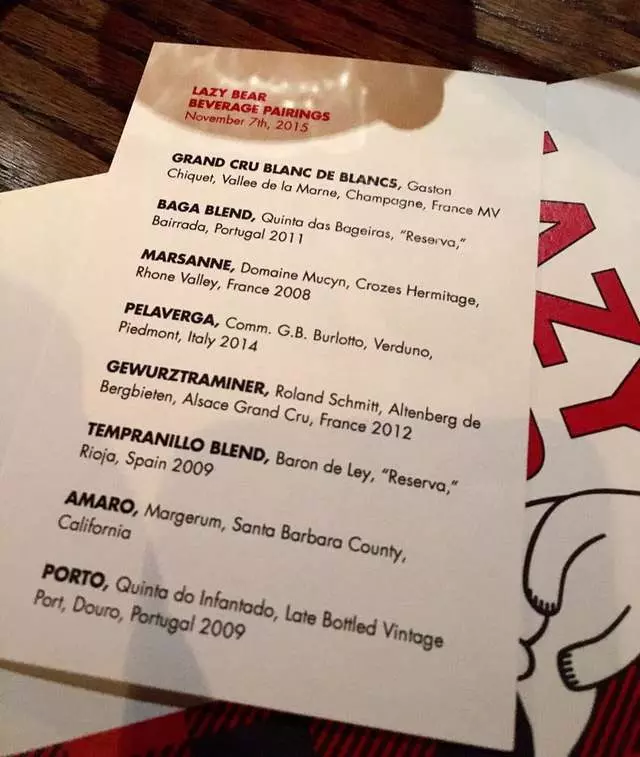 LAZY BEAR
BEVERAGE PAIRINGS
November 7th, 2015
GRAND CRU BLANC DE BLANCS, Gaston
Chiquet, Vallee de la Marne, Champagne, France MV
BAGA BLEND, Quinta das Bageiras, "Reserva,"
Bairrada, Portugal 2011
MARSANNE, Domaine Mucyn, Crozes Hermitage,
Rhone Valley, France 2008
PELAVERGA, Comm. G.B. Burlotto, Verduno,
Piedmont, Italy 2014
GEWURZTRAMINER, Roland Schmitt, Altenberg de
Bergbieten, Alsace Grand Cru, France 2012
TEMPRANILLO BLEND, Baron de Ley, "Reserva,"
Rioja, Spain 2009
AMARO, Margerum, Santa Barbara County,
California
PORTO, Quinta do Infantado, Late Bottled Vintage
Port, Douro, Portugal 2009
AZY